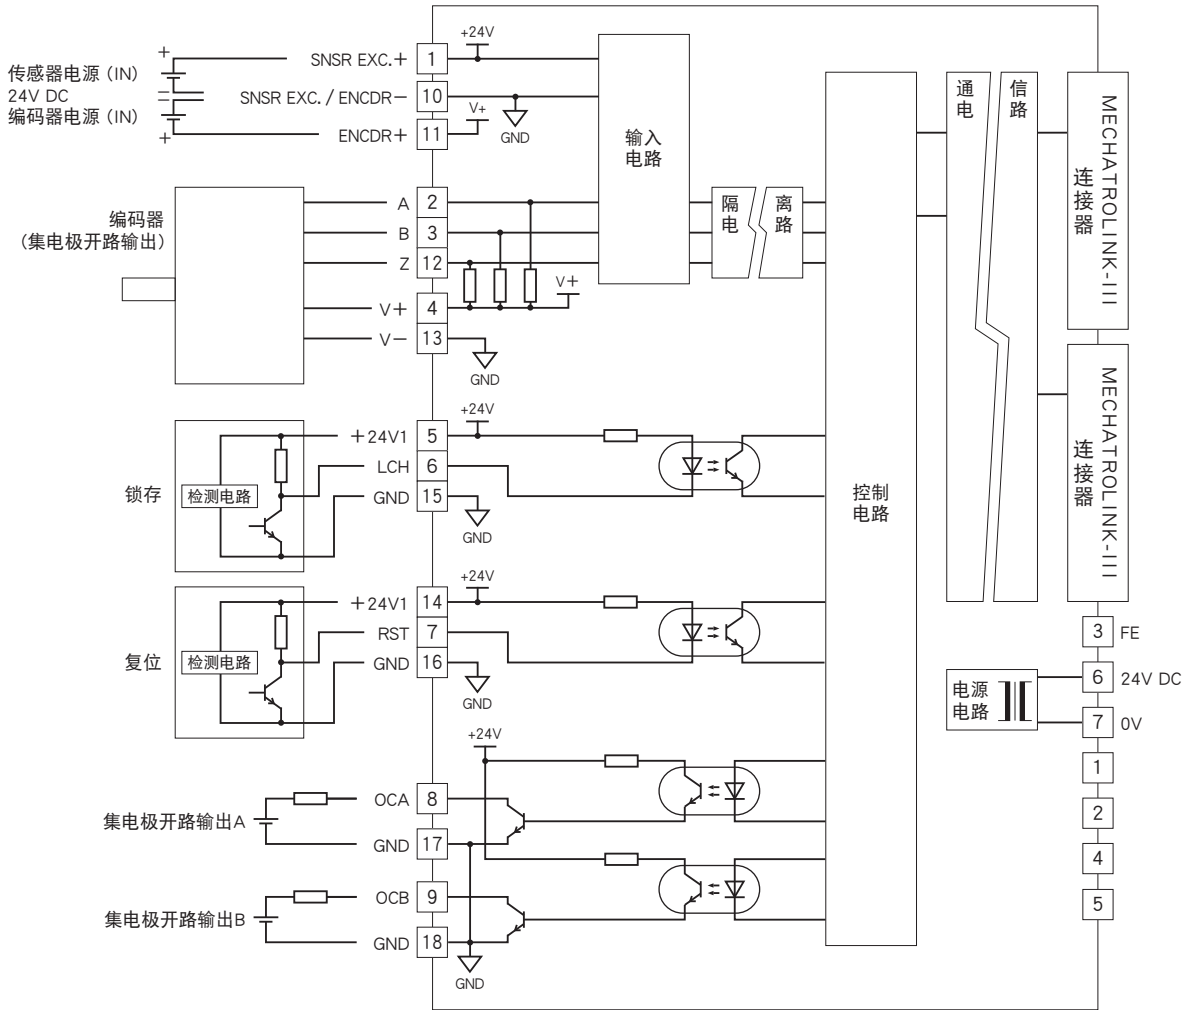 +24V
传感器电源 (IN)
24V DC
编码器电源 (IN)
+
−
−
+
SNSR EXC.+ 1
SNSR EXC. / ENCDR− 10
ENCDR+ 11
V+
GND
输入
电路
编码器
(集电极开路输出)
A 2
B 3
Z 12
V+ 4
V− 13
V+
GND
隔 离
电 路
通 信
电 路
MECHATROLINK-III
连接器
MECHATROLINK-III
连接器
控制
电路
锁存
检测电路
+24V1 5
LCH 6
GND 15
+24V
GND
复位
检测电路
+24V1 14
RST 7
GND 16
+24V
GND
+24V
集电极开路输出A
OCA 8
GND 17
集电极开路输出B
OCB 9
GND 18
GND
3 FE
电源
电路
6 24V DC
7 0V
1
2
4
5